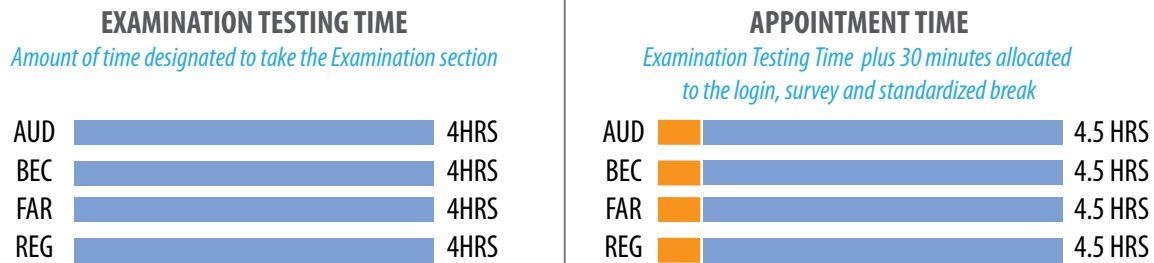 EXAMINATION TESTING TIME
Amount of time designated to take the Examination section
AUD 4HRS
BEC 4HRS
FAR 4HRS
REG 4HRS
APPOINTMENT TIME
Examination Testing Time plus 30 minutes allocated
to the login, survey and standardized break
AUD 4.5 HRS
BEC 4.5 HRS
FAR 4.5 HRS
REG 4.5 HRS